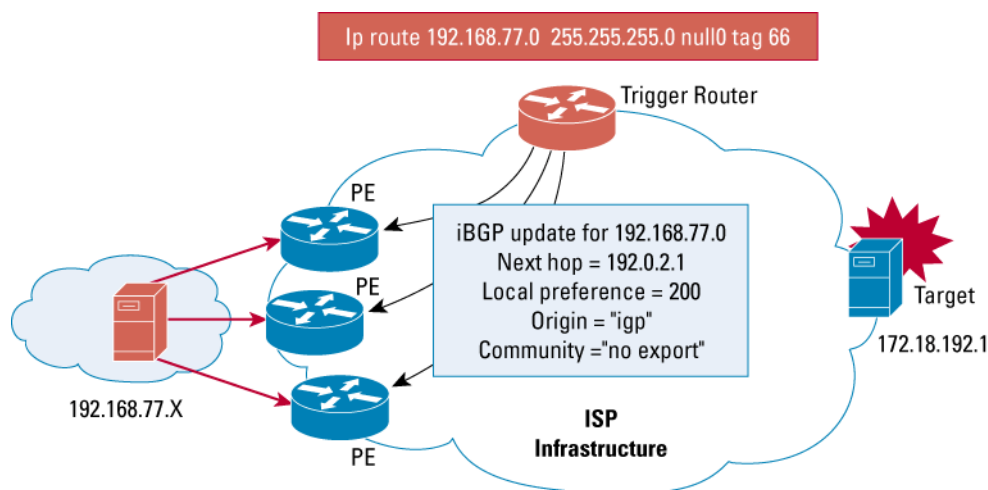 Ip route 192.168.77.0 255.255.255.0 null0 tag 66
Trigger Router
PE
iBGP update for 192.168.77.0
Next hop = 192.0.2.1
Local preference = 200
Origin = "igp"
Community ="no export"
PE
Target
172.18.192.1
192.168.77.X
PE
ISP
Infrastructure